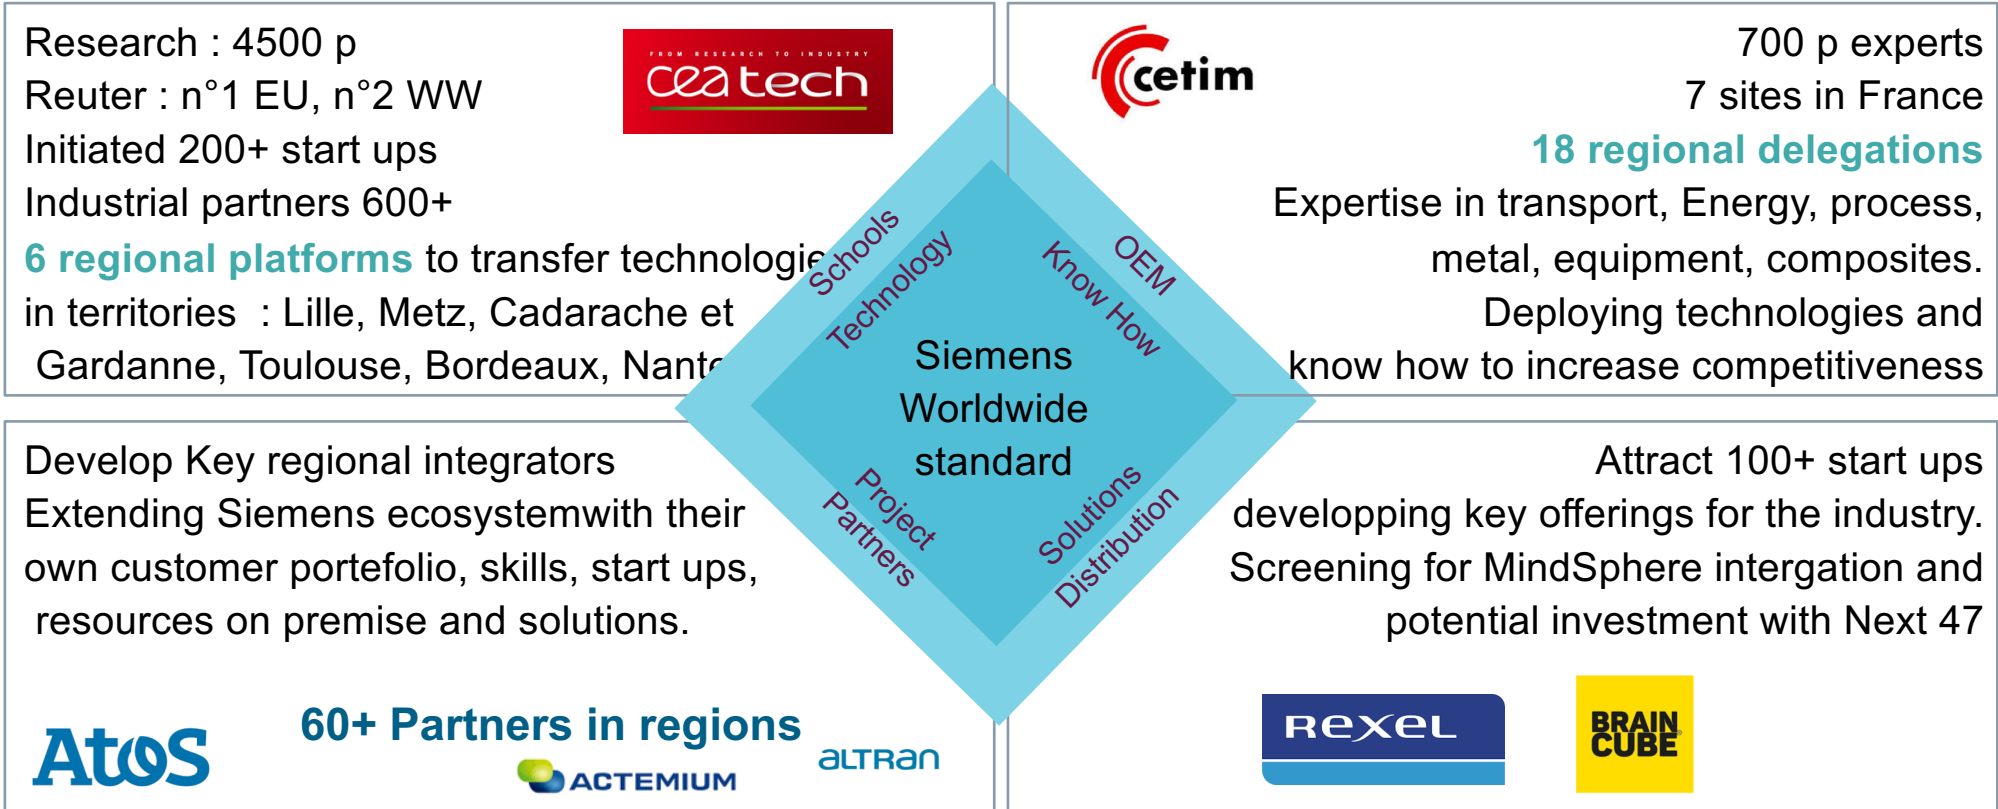 Research : 4500 p
Reuter : n°1 EU, n°2 WW
Initiated 200+ start ups
Industrial partners 600+
6 regional platforms to transfer technologie
in territories  : Lille, Metz, Cadarache et
Gardanne, Toulouse, Bordeaux, Nante
FROM RESEARCH TO INDUSTRY
cea tech
cetim
700 p experts
7 sites in France
18 regional delegations
Expertise in transport, Energy, process,
metal, equipment, composites.
Deploying technologies and
know how to increase competitiveness
Schools
Technology
OEM
Know How
Siemens
Worldwide
standard
Project
Partners
Solutions
Distribution
Develop Key regional integrators
Extending Siemens ecosystemwith their
own customer portefolio, skills, start ups,
resources on premise and solutions.
60+ Partners in regions
Atos
ACTEMIUM
altran
Attract 100+ start ups
developping key offerings for the industry.
Screening for MindSphere intergation and
potential investment with Next 47
rexel
BRAIN
CUBE